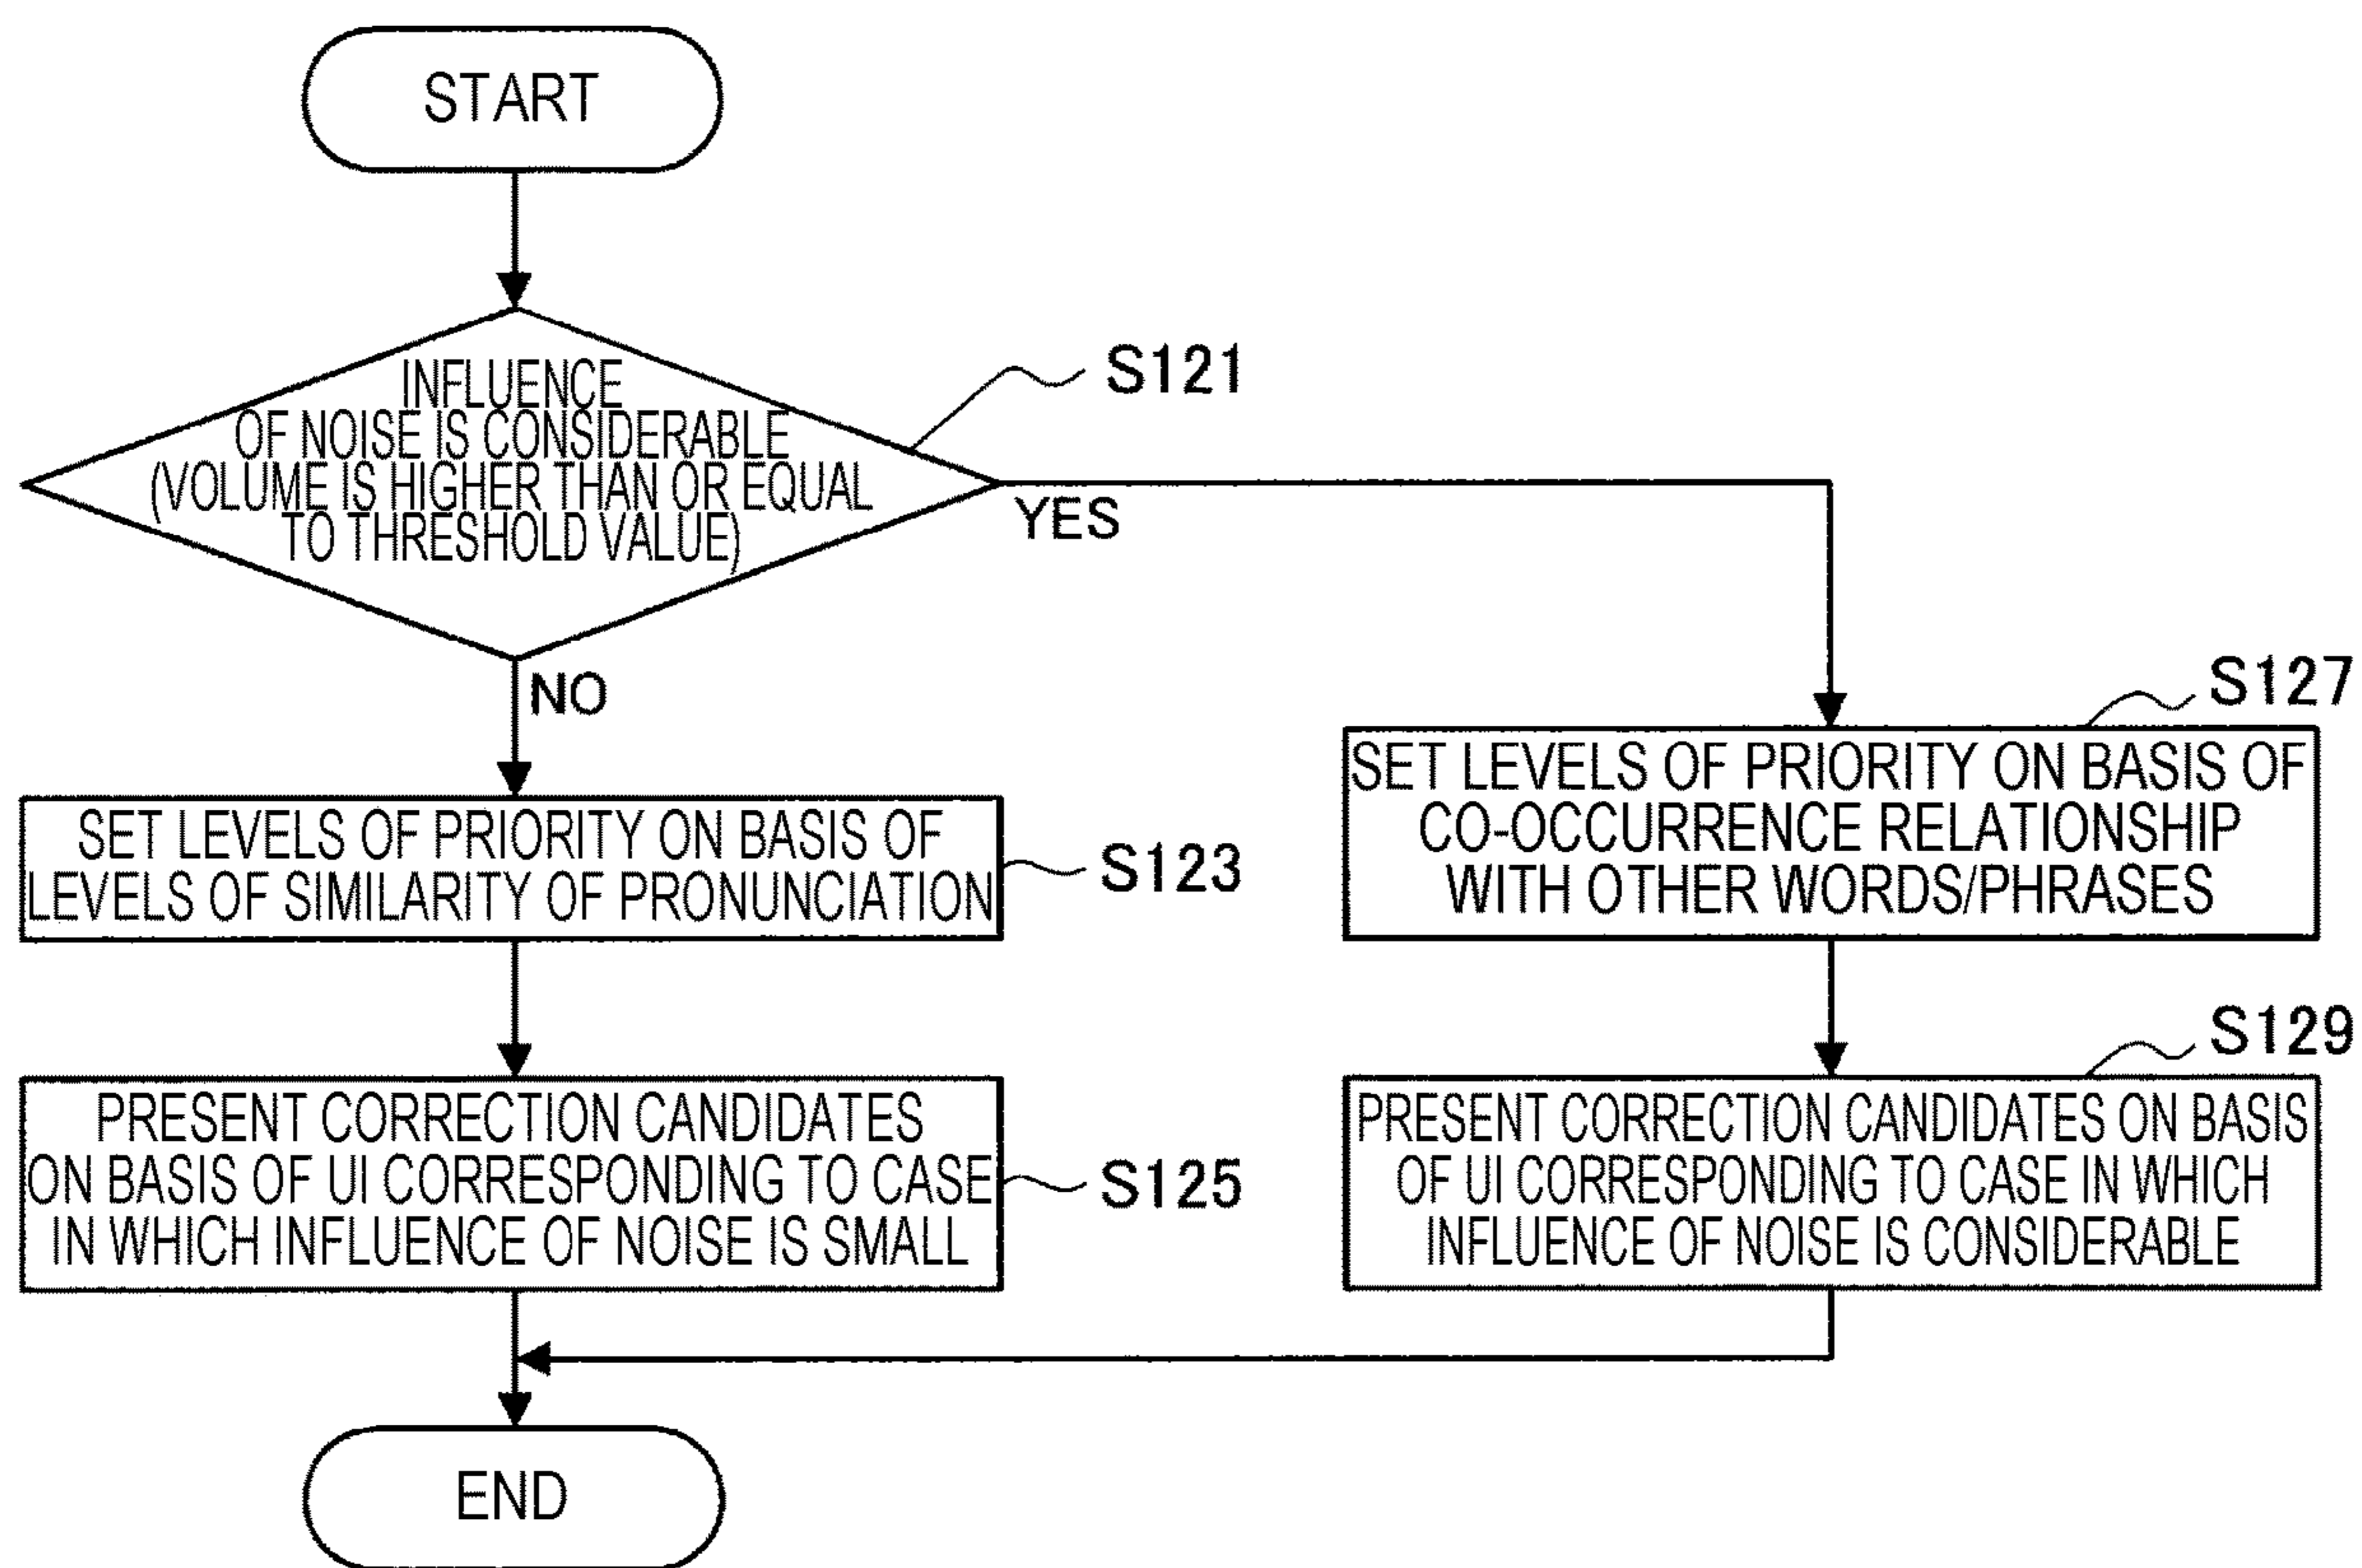 START
INFLUENCE
OF NOISE IS CONSIDERABLE
(VOLUME IS HIGHER THAN OR EQUAL
TO THRESHOLD VALUE)
S121
YES
NO
SET LEVELS OF PRIORITY ON BASIS OF
LEVELS OF SIMILARITY OF PRONUNCIATION
S123
PRESENT CORRECTION CANDIDATES
ON BASIS OF UI CORRESPONDING TO CASE
IN WHICH INFLUENCE OF NOISE IS SMALL
S125
S127
SET LEVELS OF PRIORITY ON BASIS OF
CO-OCCURRENCE RELATIONSHIP
WITH OTHER WORDS/PHRASES
S129
PRESENT CORRECTION CANDIDATES ON BASIS
OF UI CORRESPONDING TO CASE IN WHICH
INFLUENCE OF NOISE IS CONSIDERABLE
END